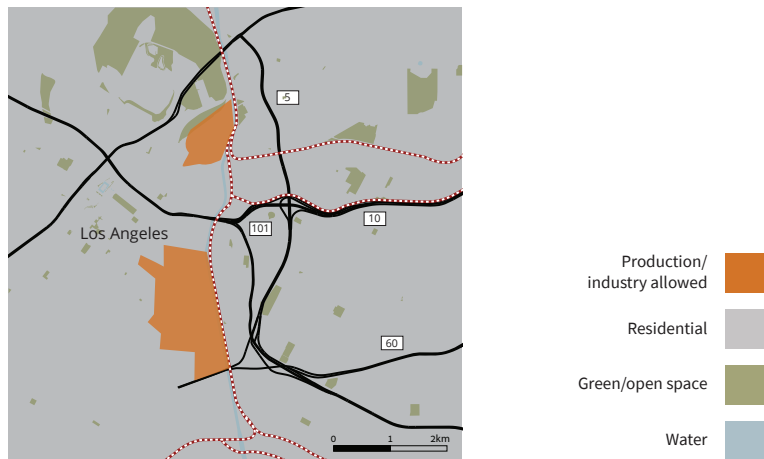 5
101
10
Los Angeles
60
0 1 2km
Production/
industry allowed
Residential
Green/open space
Water